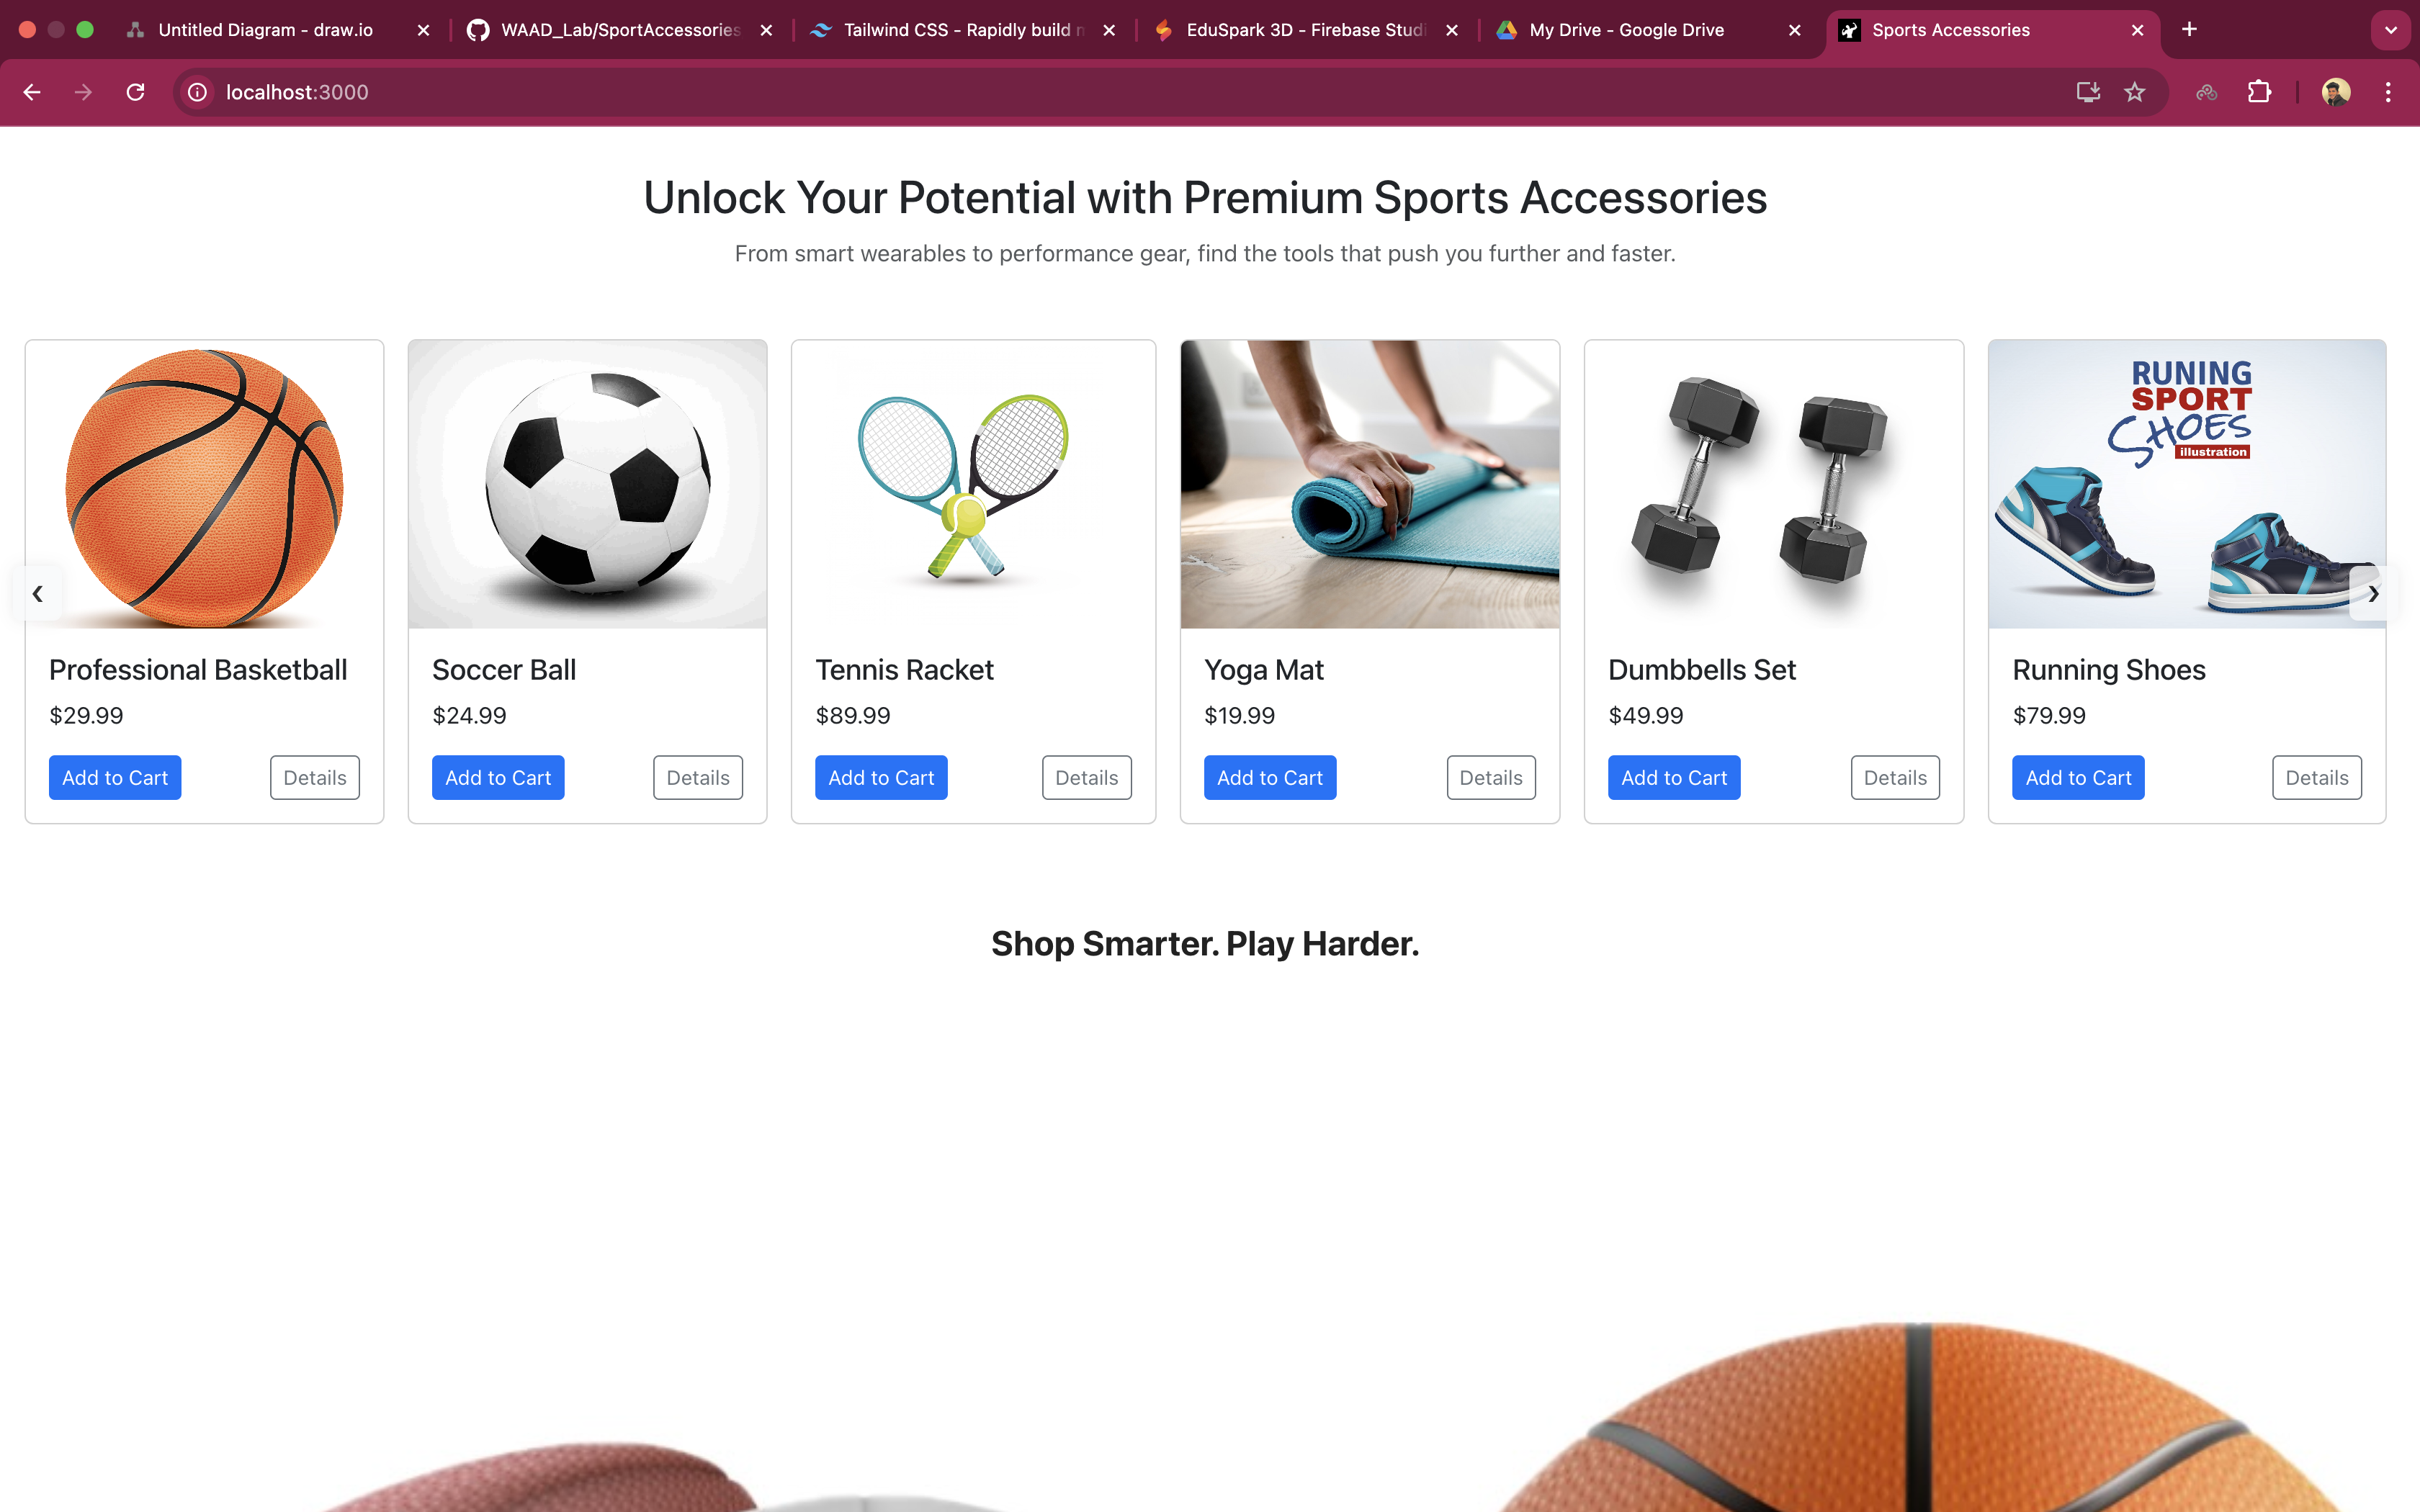 Untitled Diagram - draw.io
WAAD_Lab/SportAccessories
Tailwind CSS - Rapidly build
EduSpark 3D - Firebase Studi
My Drive - Google Drive
Sports Accessories
localhost:3000
Unlock Your Potential with Premium Sports Accessories
From smart wearables to performance gear, find the tools that push you further and faster.
RUNING
SPORT
SHOES
illustration
Professional Basketball
$29.99
Add to Cart
Details
Soccer Ball
$24.99
Add to Cart
Details
Tennis Racket
$89.99
Add to Cart
Details
Yoga Mat
$19.99
Add to Cart
Details
Dumbbells Set
$49.99
Add to Cart
Details
Running Shoes
$79.99
Add to Cart
Details
Shop Smarter. Play Harder.